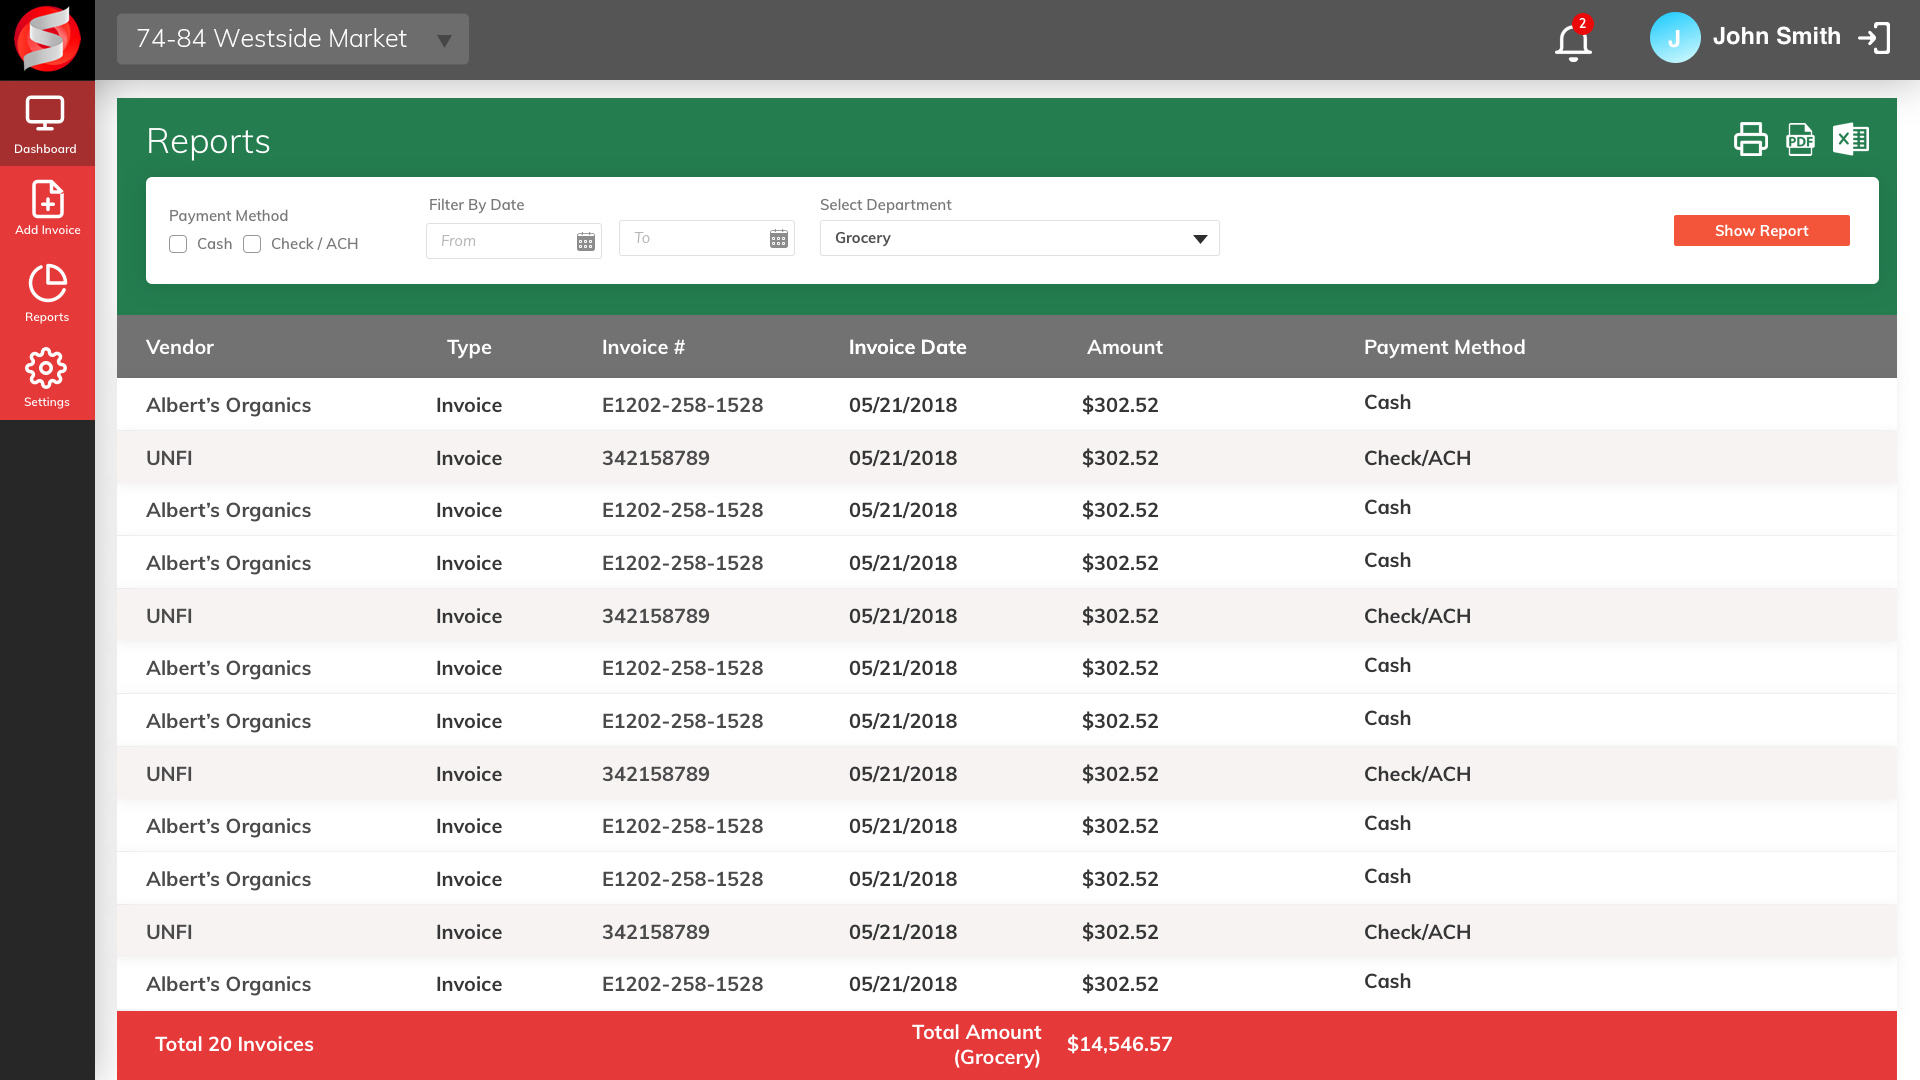 74-84 Westside Market
2
J
John Smith
Dashboard
Add Invoice
Reports
Settings
Reports
PDF
X
Payment Method
Cash
Check / ACH
Filter By Date
From
To
Select Department
Grocery
Show Report
Vendor Type Invoice # Invoice Date Amount Payment Method
Albert’s Organics Invoice E1202-258-1528 05/21/2018 $302.52 Cash
UNFI Invoice 342158789 05/21/2018 $302.52 Check/ACH
Albert’s Organics Invoice E1202-258-1528 05/21/2018 $302.52 Cash
Albert’s Organics Invoice E1202-258-1528 05/21/2018 $302.52 Cash
UNFI Invoice 342158789 05/21/2018 $302.52 Check/ACH
Albert’s Organics Invoice E1202-258-1528 05/21/2018 $302.52 Cash
Albert’s Organics Invoice E1202-258-1528 05/21/2018 $302.52 Cash
UNFI Invoice 342158789 05/21/2018 $302.52 Check/ACH
Albert’s Organics Invoice E1202-258-1528 05/21/2018 $302.52 Cash
Albert’s Organics Invoice E1202-258-1528 05/21/2018 $302.52 Cash
UNFI Invoice 342158789 05/21/2018 $302.52 Check/ACH
Albert’s Organics Invoice E1202-258-1528 05/21/2018 $302.52 Cash
Total 20 Invoices
Total Amount
(Grocery)
$14,546.57